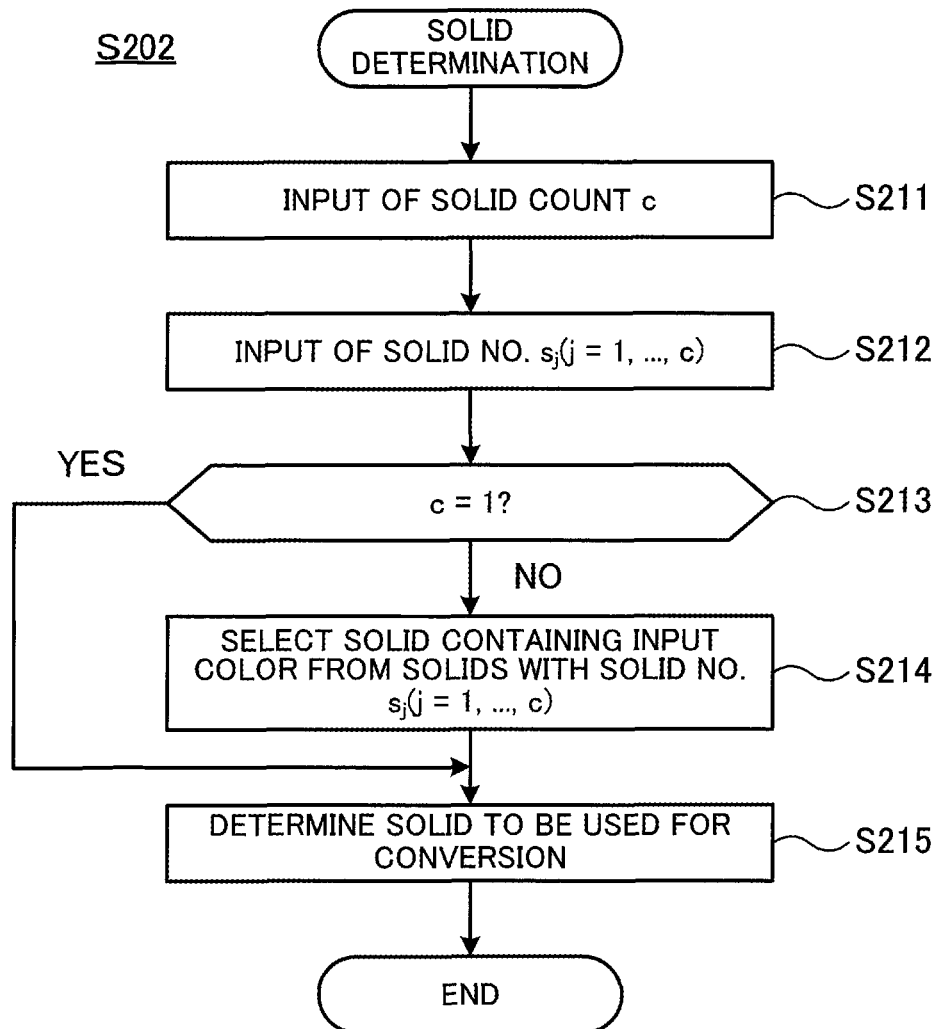 S202
SOLID
DETERMINATION
INPUT OF SOLID COUNT c
S211
INPUT OF SOLID NO. sj(j = 1, ..., c)
S212
YES
c = 1?
S213
NO
SELECT SOLID CONTAINING INPUT
COLOR FROM SOLIDS WITH SOLID NO.
sj(j = 1, ..., c)
S214
DETERMINE SOLID TO BE USED FOR
CONVERSION
S215
END